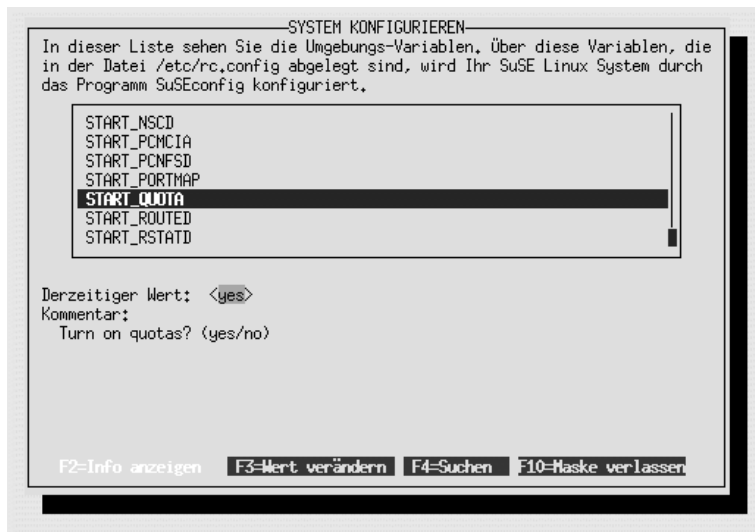 SYSTEM KONFIGURIEREN
In dieser Liste sehen Sie die Umgebungs-Variablen. Über diese Variablen, die
in der Datei /etc/rc.config abgelegt sind, wird Ihr SuSE Linux System durch
das Programm SuSEconfig konfiguriert.
START_NSCD
START_PCMCIA
START_PCNFSD
START_PORTMAP
START_QUOTA
START_ROUTED
START_RSTATD
Derzeitiger Wert: <yes>
Kommentar:
Turn on quotas? (yes/no)
F2=Info anzeigen F3=Wert verändern F4=Suchen F10=Maske verlassen